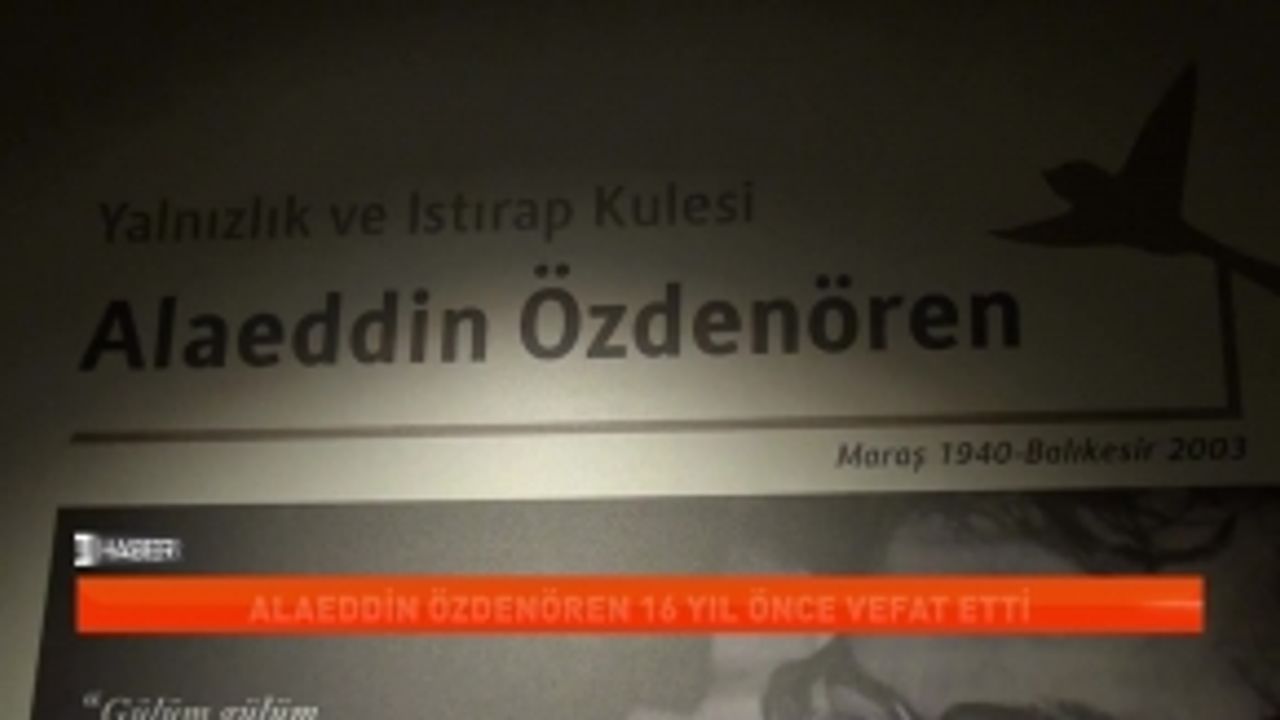 Yalnızlık ve Istırap Kulesi
Alaeddin Özdenören
Maraş 1940-Balıkesir 2003
HABER
ALAEDDİN ÖZDENÖREN 16 YIL ÖNCE VEFAT ETTİ
"Gülüm gülüm